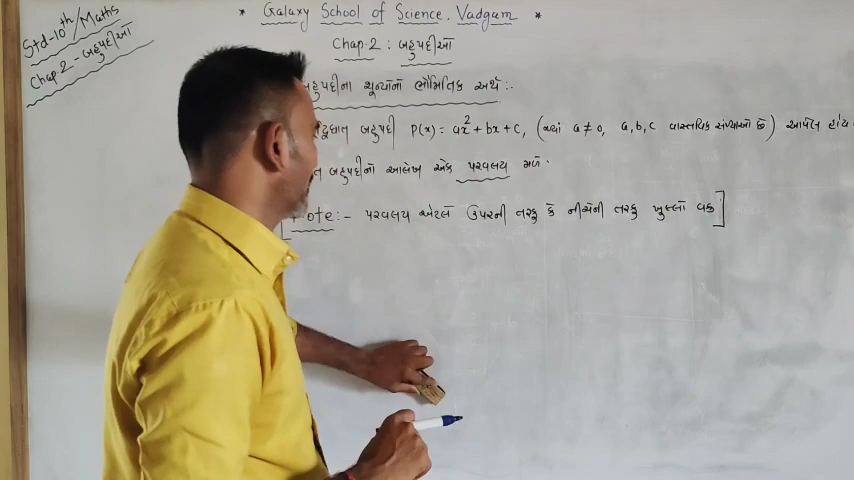 * Galaxy School of Science. Vadgam *
Std-10th/Maths
Chap.2 - બહુપદીઓ
Chap.2 : બહુપદીઓ
બહુપદીના શૂન્યોનો ભૌમિતિક અર્થ :-
દ્વિઘાત બહુપદી P(x) = ax² + bx + c, (જ્યાં a ≠ 0, a, b, c વાસ્તવિક સંખ્યાઓ છે) આપેલ હોય
ત બહુપદીનો આલેખ એક પરવલય મળે.
Note :- પરવલય એટલે ઉપરની તરફ કે નીચેની તરફ ખુલ્લો વક્ર ]